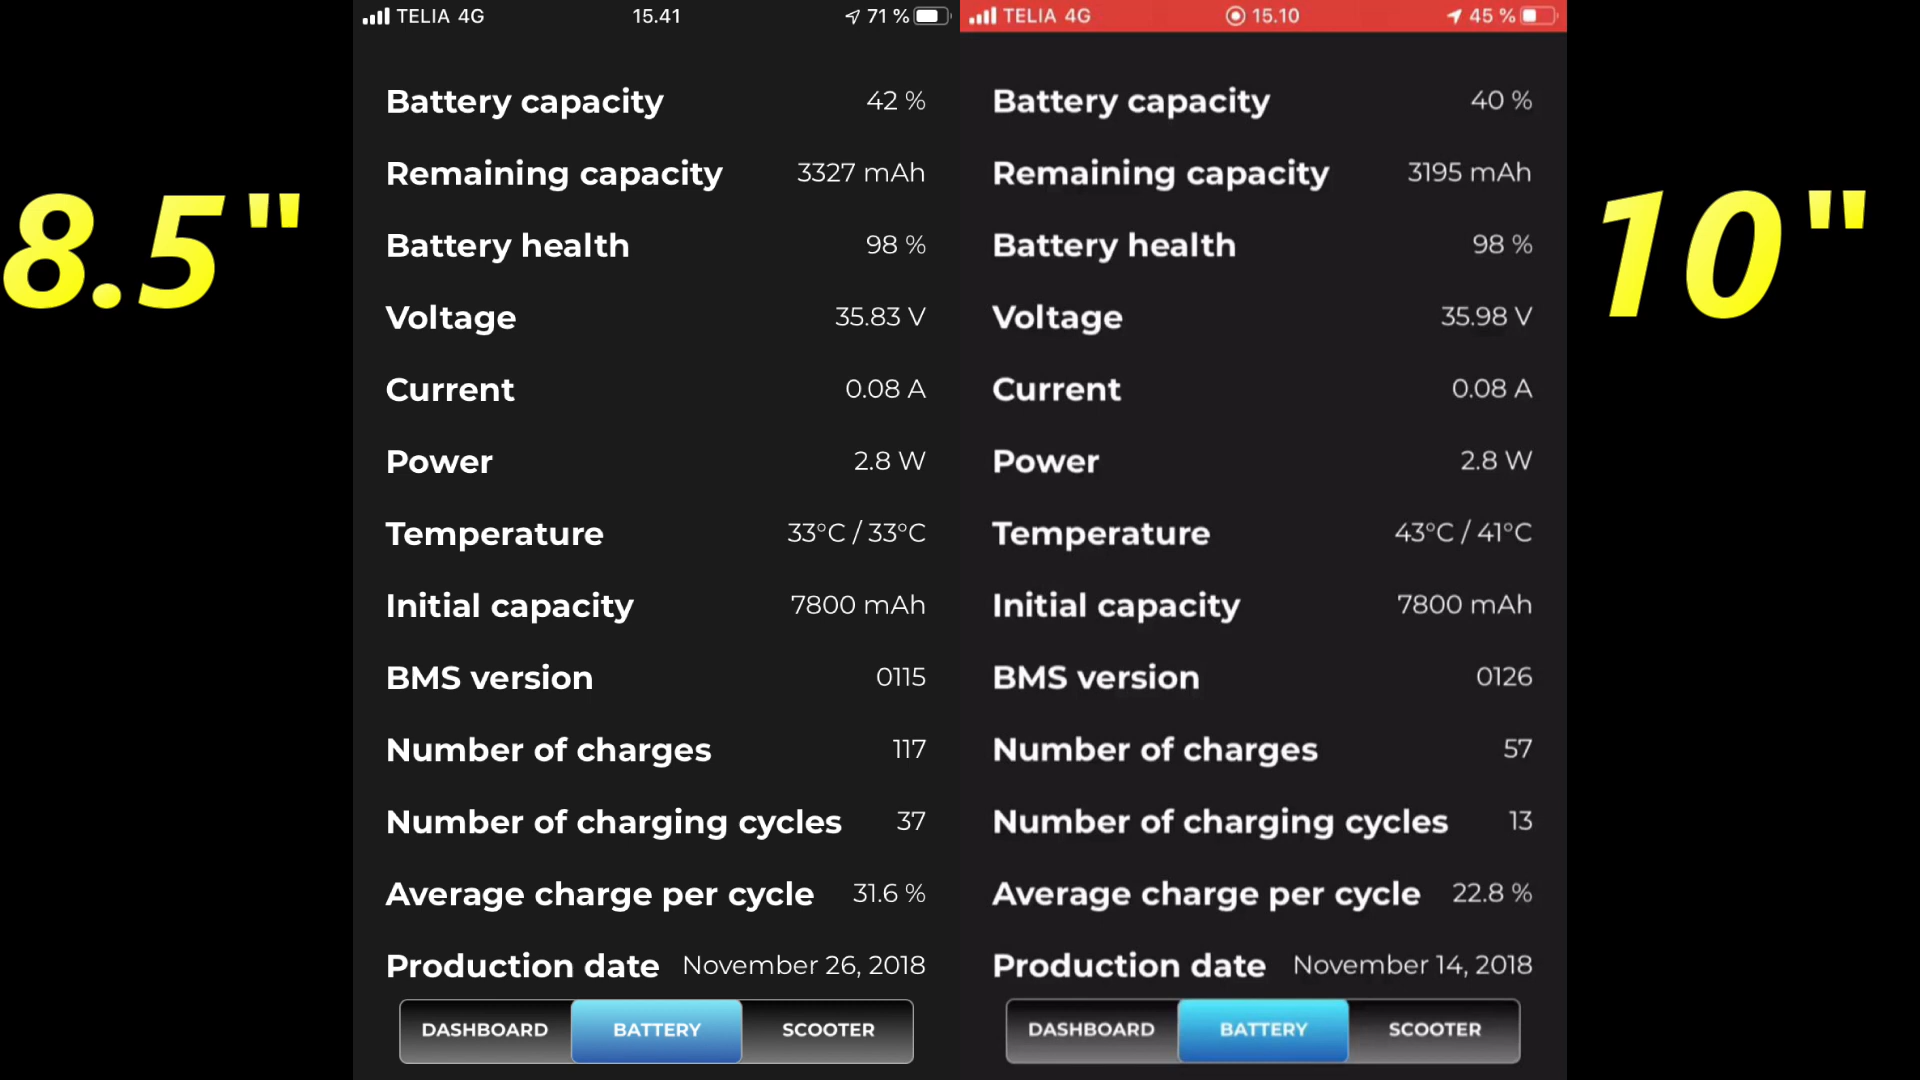 8.5"
TELIA 4G 15.41 71 %
Battery capacity 42 %
Remaining capacity 3327 mAh
Battery health 98 %
Voltage 35.83 V
Current 0.08 A
Power 2.8 W
Temperature 33°C / 33°C
Initial capacity 7800 mAh
BMS version 0115
Number of charges 117
Number of charging cycles 37
Average charge per cycle 31.6 %
Production date November 26, 2018
DASHBOARD BATTERY SCOOTER
TELIA 4G 15.10 45 %
Battery capacity 40 %
Remaining capacity 3195 mAh
Battery health 98 %
Voltage 35.98 V
Current 0.08 A
Power 2.8 W
Temperature 43°C / 41°C
Initial capacity 7800 mAh
BMS version 0126
Number of charges 57
Number of charging cycles 13
Average charge per cycle 22.8 %
Production date November 14, 2018
DASHBOARD BATTERY SCOOTER
10"